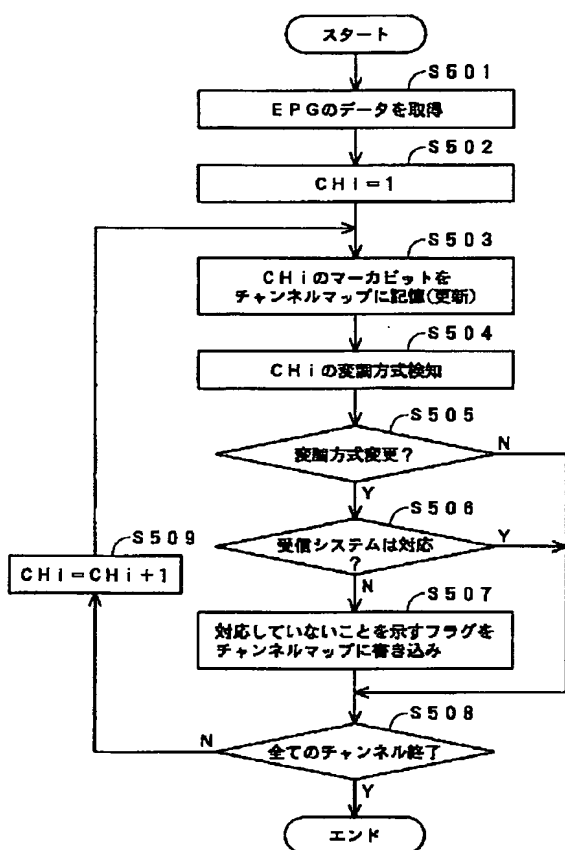 スタート
S501
EPGのデータを取得
S502
CHi=1
S503
CHiのマーカビットを
チャンネルマップに記憶(更新)
S504
CHiの変調方式検知
S505
変調方式変更?
N
Y
S506
受信システムは対応
?
Y
N
S509
CHi=CHi+1
S507
対応していないことを示すフラグを
チャンネルマップに書き込み
S508
全てのチャンネル終了
N
Y
エンド